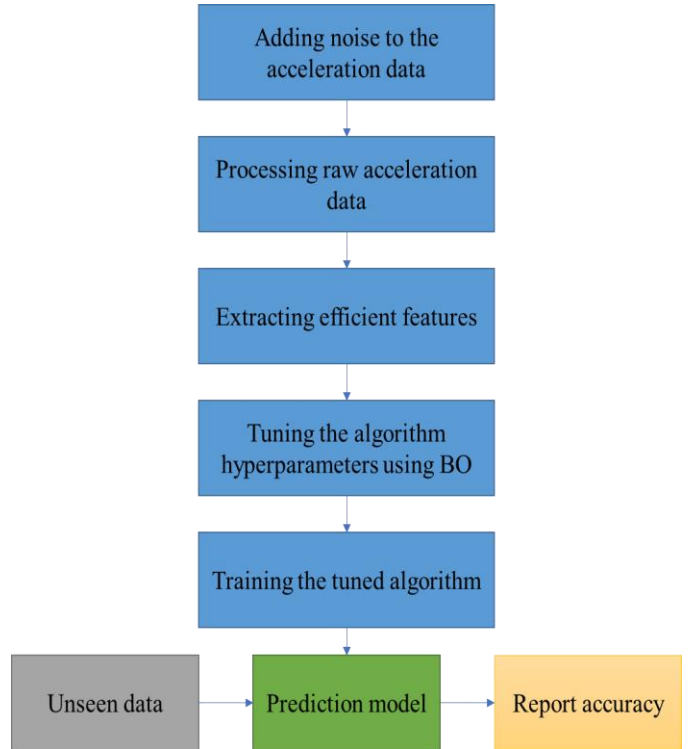 Adding noise to the
acceleration data
Processing raw acceleration
data
Extracting efficient features
Tuning the algorithm
hyperparameters using BO
Training the tuned algorithm
Unseen data
Prediction model
Report accuracy